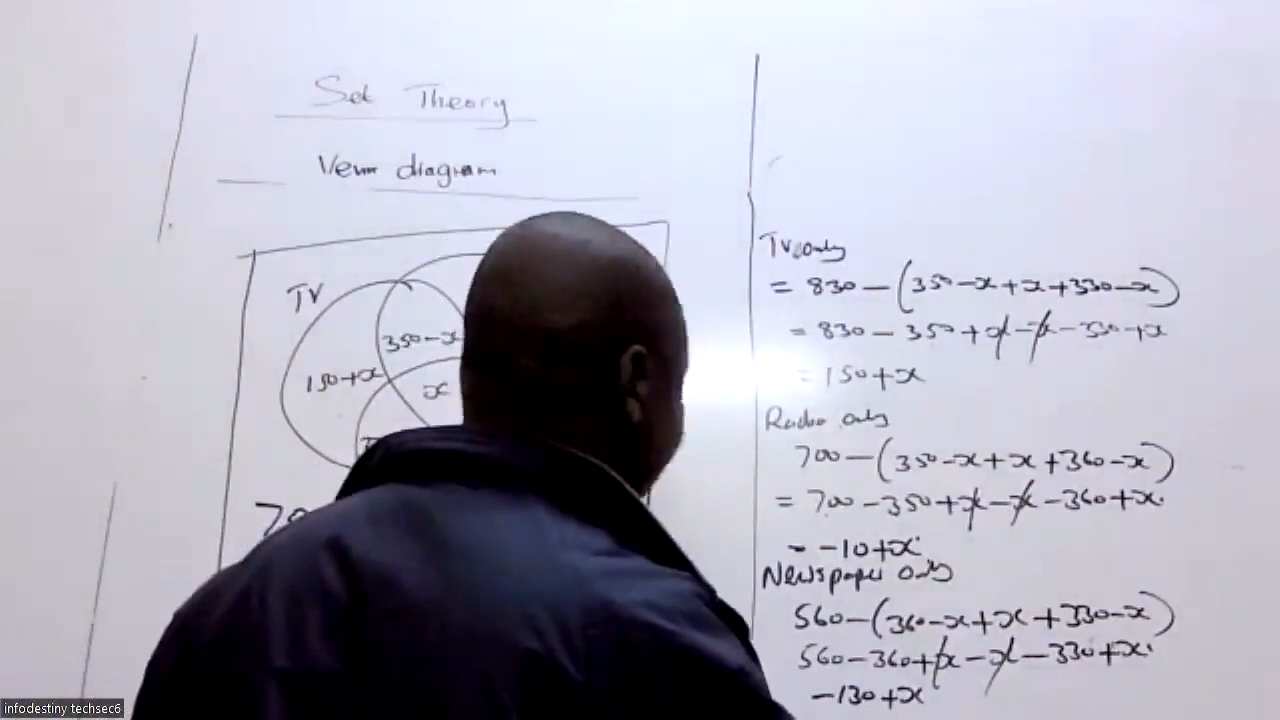 Set Theory
Venn diagram
TV
350-x
150+x
x
70
TV only
= 830 - (350-x+x+330-x)
= 830 - 350+x-x-330+x
= 150+x
Radio only
700-(350-x+x+360-x)
= 700-350+x-x-360+x
= -10+x
Newspaper only
560-(360-x+x+330-x)
560-360+x-x-330+x
-130+x
infodestiny techsec6